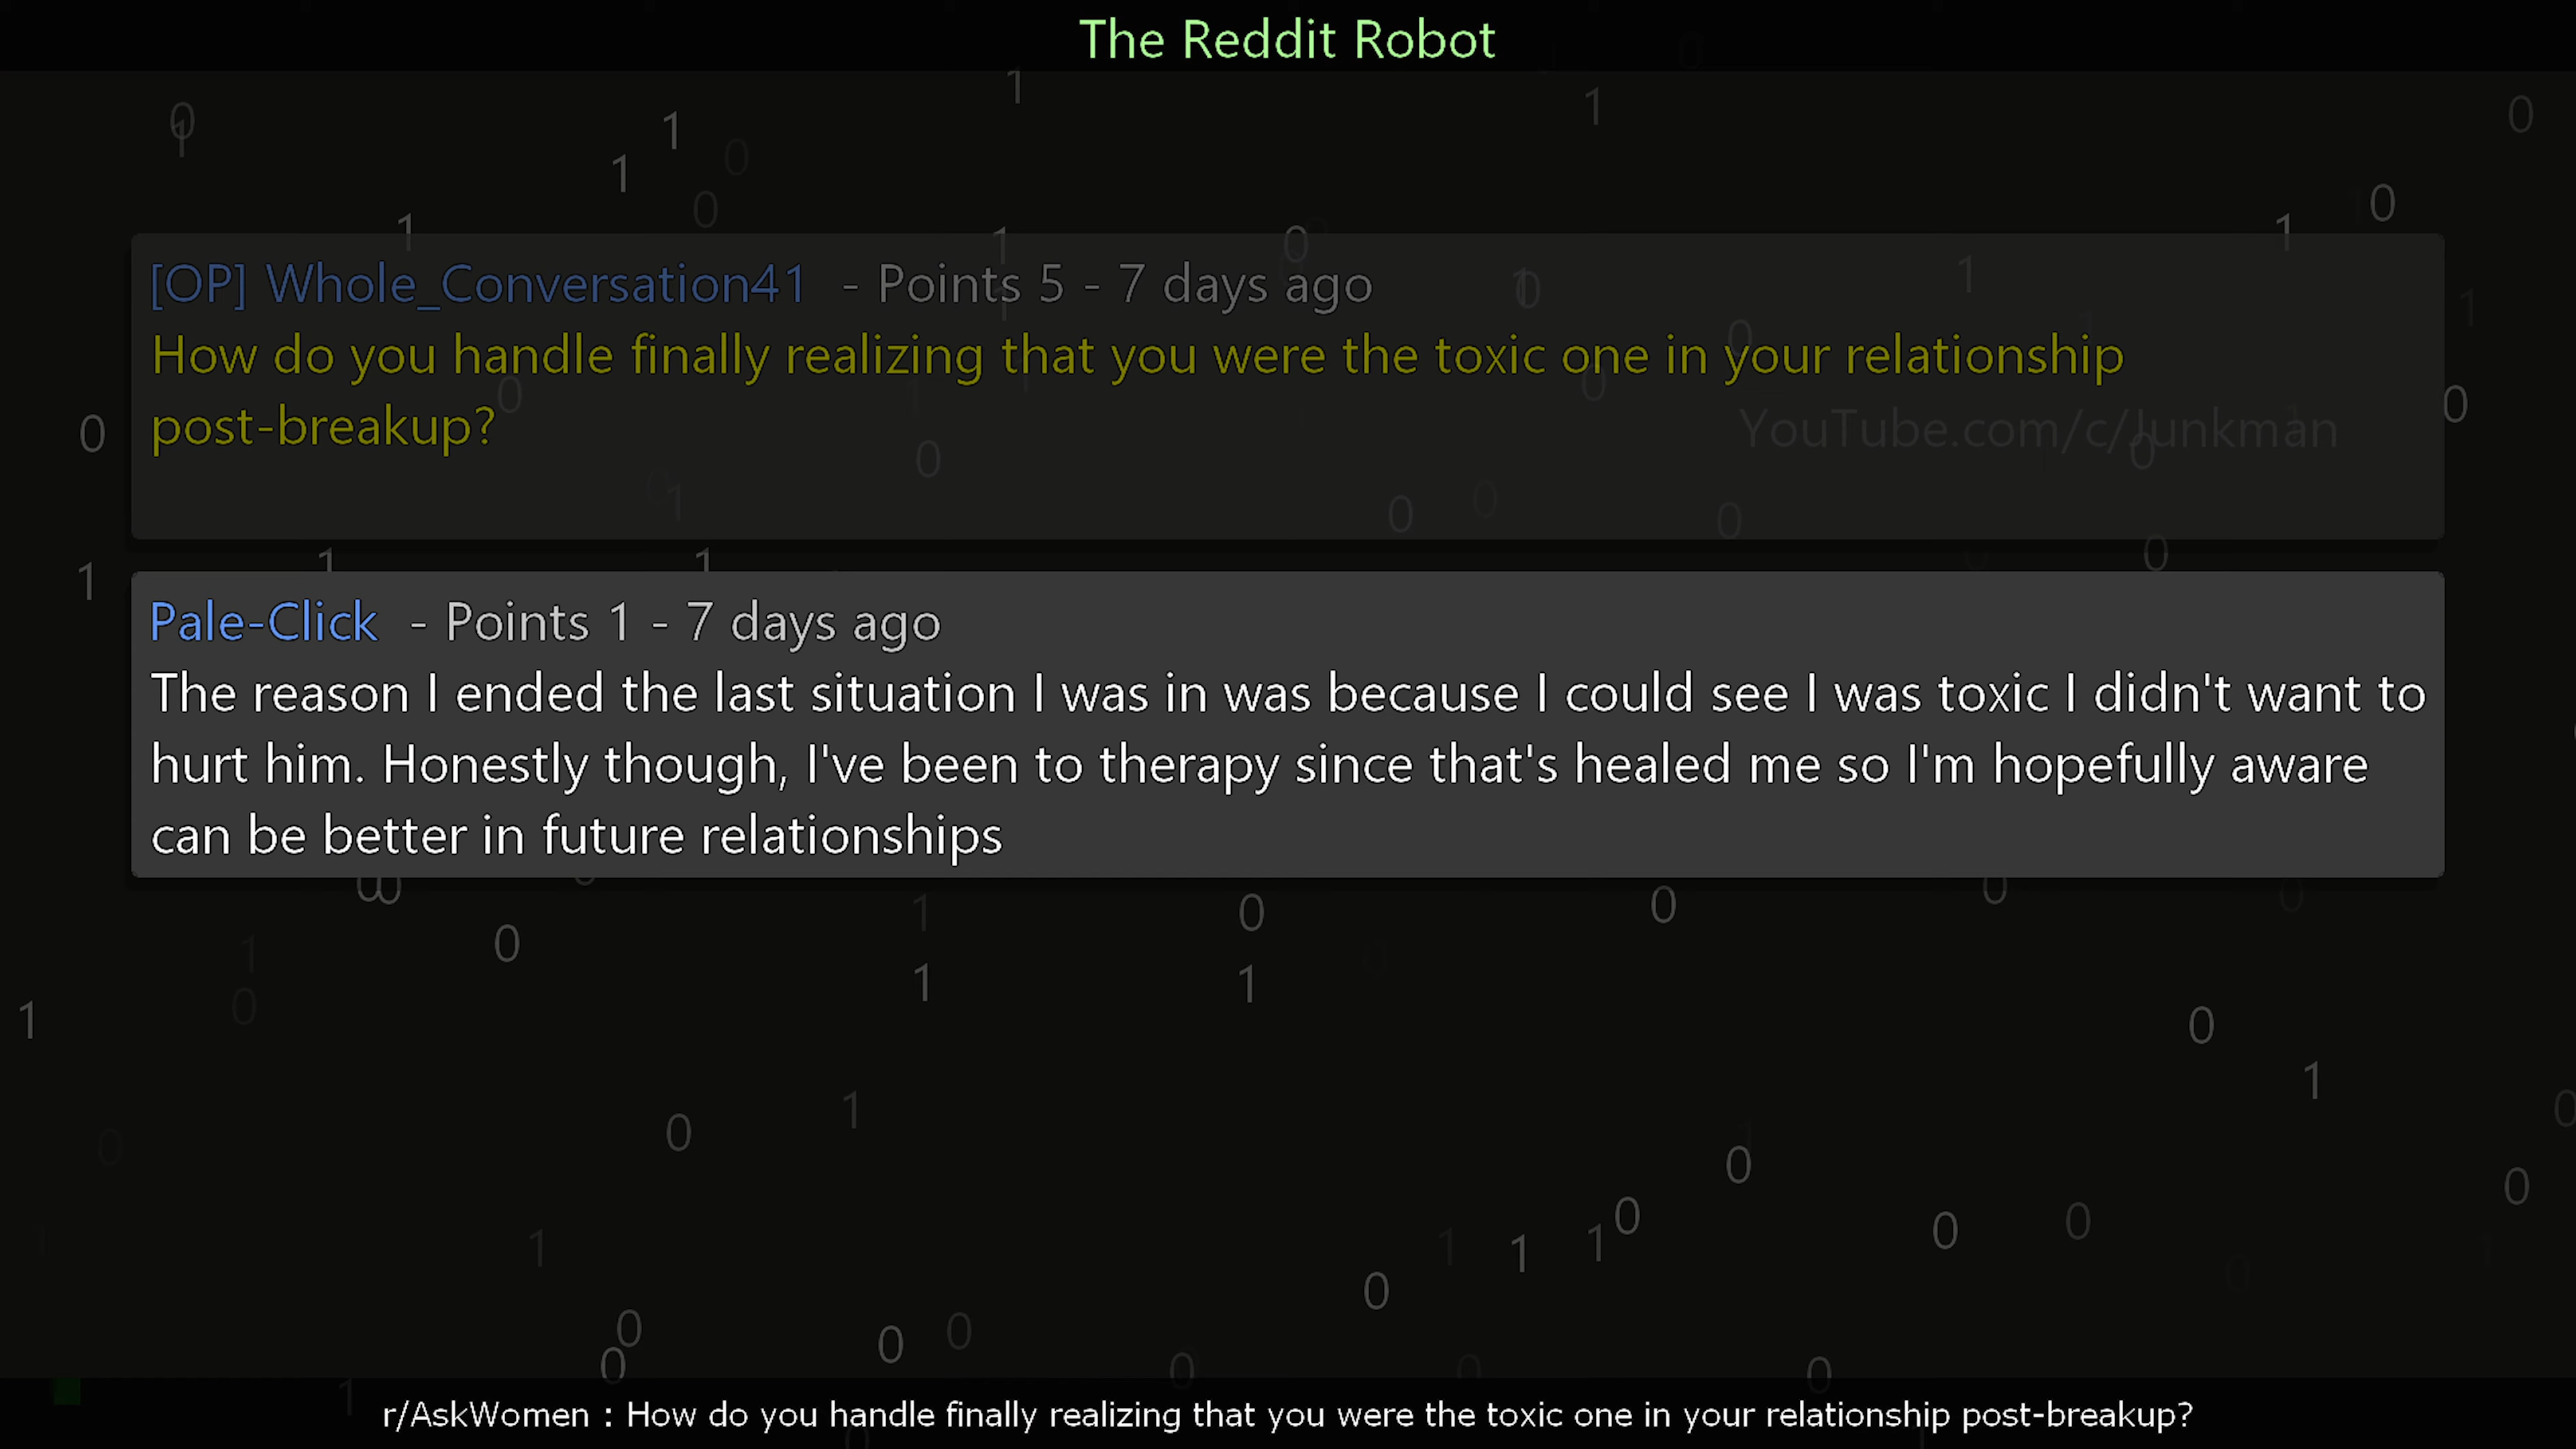 The Reddit Robot
[OP] Whole_Conversation41 - Points 5 - 7 days ago
How do you handle finally realizing that you were the toxic one in your relationship
post-breakup?
YouTube.com/c/Junkman
Pale-Click - Points 1 - 7 days ago
The reason I ended the last situation I was in was because I could see I was toxic I didn't want to
hurt him. Honestly though, I've been to therapy since that's healed me so I'm hopefully aware
can be better in future relationships
r/AskWomen : How do you handle finally realizing that you were the toxic one in your relationship post-breakup?